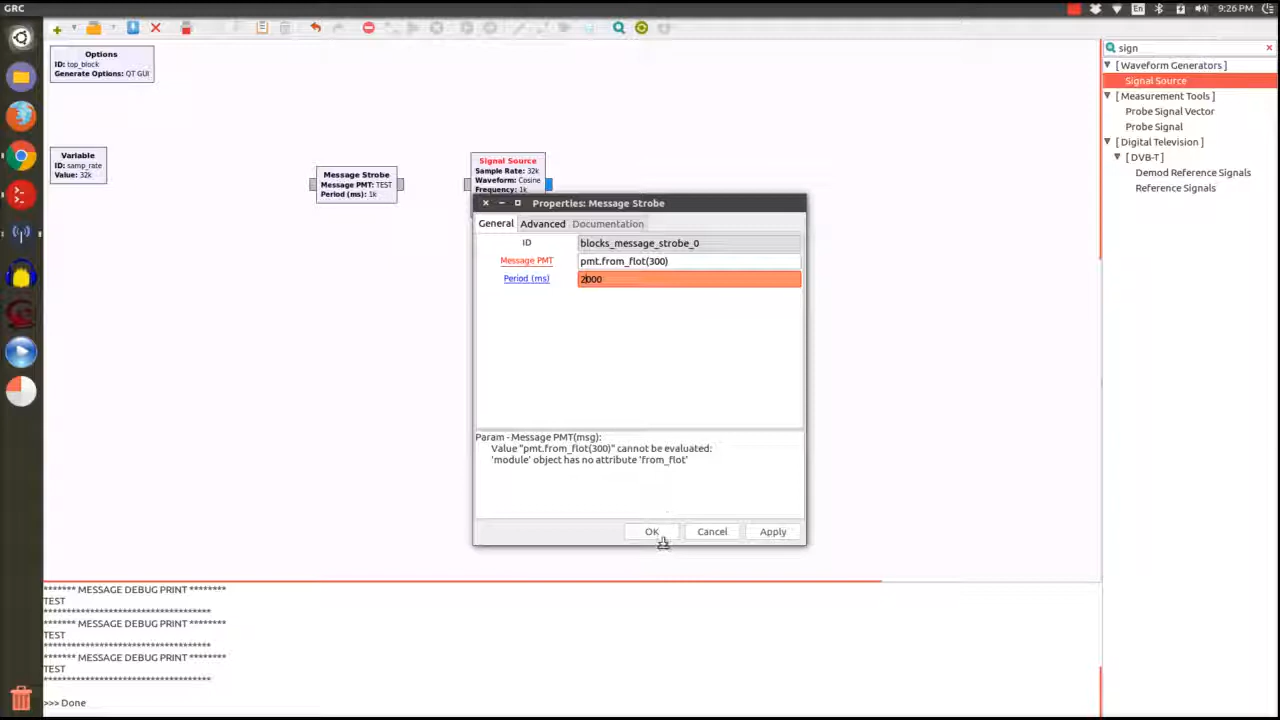 GRC
En
9:26 PM
Options
ID: top_block
Generate Options: QT GUI
Variable
ID: samp_rate
Value: 32k
Message Strobe
Message PMT: TEST
Period (ms): 1k
Signal Source
Sample Rate: 32k
Waveform: Cosine
Frequency: 1k
Properties: Message Strobe
General Advanced Documentation
ID blocks_message_strobe_0
Message PMT pmt.from_flot(300)
Period (ms) 2000
Param - Message PMT(msg):
Value "pmt.from_flot(300)" cannot be evaluated:
'module' object has no attribute 'from_flot'
OK Cancel Apply
sign
[ Waveform Generators ]
Signal Source
[ Measurement Tools ]
Probe Signal Vector
Probe Signal
[ Digital Television ]
[ DVB-T ]
Demod Reference Signals
Reference Signals
******* MESSAGE DEBUG PRINT ********
TEST
************************************
******* MESSAGE DEBUG PRINT ********
TEST
************************************
******* MESSAGE DEBUG PRINT ********
TEST
************************************
>>> Done